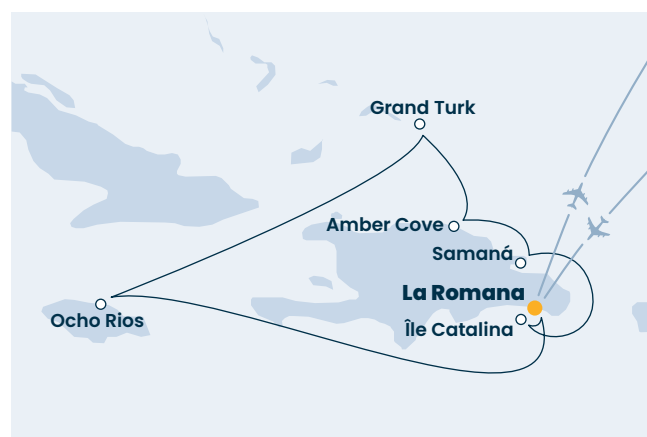 Grand Turk
Amber Cove
Samaná
La Romana
Ocho Rios
Île Catalina